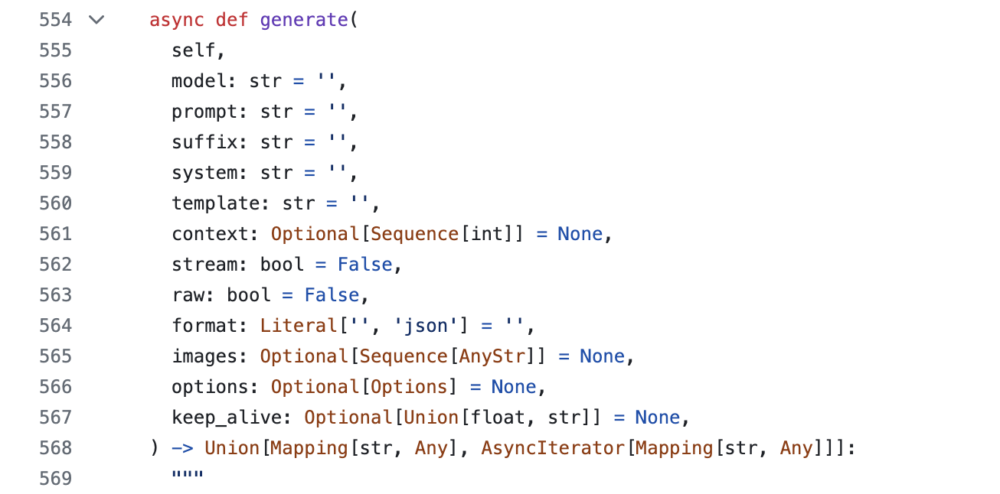 554 async def generate(
555 self,
556 model: str = '',
557 prompt: str = '',
558 suffix: str = '',
559 system: str = '',
560 template: str = '',
561 context: Optional[Sequence[int]] = None,
562 stream: bool = False,
563 raw: bool = False,
564 format: Literal['', 'json'] = '',
565 images: Optional[Sequence[AnyStr]] = None,
566 options: Optional[Options] = None,
567 keep_alive: Optional[Union[float, str]] = None,
568 ) -> Union[Mapping[str, Any], AsyncIterator[Mapping[str, Any]]]:
569 """